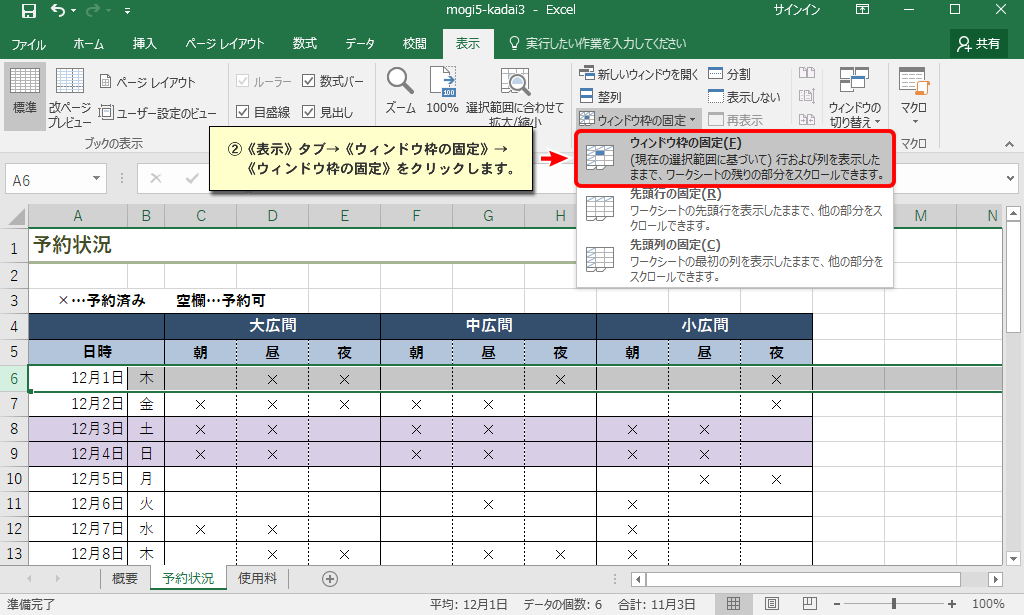 mogi5-kadai3 - Excel
サインイン
ファイル ホーム 挿入 ページ レイアウト 数式 データ 校閲 表示 実行したい作業を入力してください 共有
標準
改ページ
プレビュー
ページ レイアウト
ユーザー設定のビュー
ブックの表示
ルーラー 数式バー
目盛線 見出し
ズーム
100%
選択範囲に合わせて
拡大/縮小
新しいウィンドウを開く
整列
ウィンドウ枠の固定
分割
表示しない
再表示
ウィンドウの
切り替え
マクロ
マクロ
②《表示》タブ→《ウィンドウ枠の固定》→
《ウィンドウ枠の固定》をクリックします。
ウィンドウ枠の固定(F)
(現在の選択範囲に基づいて) 行および列を表示した
ままで、ワークシートの残りの部分をスクロールできます。
先頭行の固定(R)
ワークシートの先頭行を表示したままで、他の部分をス
クロールできます。
先頭列の固定(C)
ワークシートの最初の列を表示したままで、他の部分を
スクロールできます。
A6
A B C D E F G H M N
1 予約状況
2
3 ×…予約済み 空欄…予約可
4 大広間 中広間 小広間
5 日時 朝 昼 夜 朝 昼 夜 朝 昼 夜
6 12月1日 木 × × × ×
7 12月2日 金 × × × × × ×
8 12月3日 土 × × × × × ×
9 12月4日 日 × × × × × ×
10 12月5日 月 × ×
11 12月6日 火 × ×
12 12月7日 水 × × ×
13 12月8日 木 × × × × ×
概要 予約状況 使用料
準備完了 平均: 12月1日 データの個数: 6 合計: 11月3日 100%